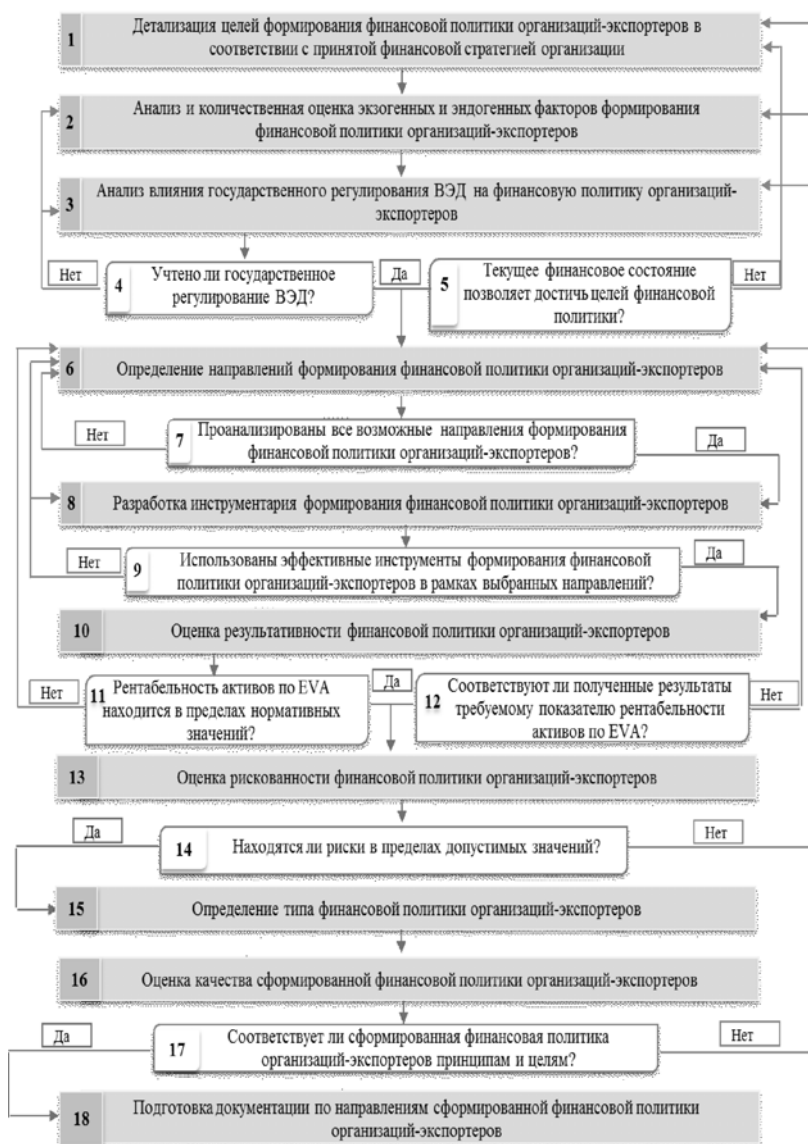 1
Детализация целей формирования финансовой политики организаций-экспортеров в
соответствии с принятой финансовой стратегией организации
2
Анализ и количественная оценка экзогенных и эндогенных факторов формирования
финансовой политики организаций-экспортеров
3
Анализ влияния государственного регулирования ВЭД на финансовую политику организаций-
экспортеров
Нет
4
Учтено ли государственное
регулирование ВЭД?
Да
5
Текущее финансовое состояние
позволяет достичь целей финансовой
политики?
Нет
6
Определение направлений формирования финансовой политики организаций-экспортеров
Нет
7
Проанализированы все возможные направления формирования
финансовой политики организаций-экспортеров?
Да
8
Разработка инструментария формирования финансовой политики организаций-экспортеров
Нет
9
Использованы эффективные инструменты формирования финансовой
политики организаций-экспортеров в рамках выбранных направлений?
Да
10
Оценка результативности финансовой политики организаций-экспортеров
Нет
11
Рентабельность активов по EVA
находится в пределах нормативных
значений?
Да
12
Соответствуют ли полученные результаты
требуемому показателю рентабельности
активов по EVA?
Нет
13
Оценка рискованности финансовой политики организаций-экспортеров
Да
14
Находятся ли риски в пределах допустимых значений?
Нет
15
Определение типа финансовой политики организаций-экспортеров
16
Оценка качества сформированной финансовой политики организаций-экспортеров
Да
17
Соответствует ли сформированная финансовая политика
организаций-экспортеров принципам и целям?
Нет
18
Подготовка документации по направлениям сформированной финансовой политики
организаций-экспортеров